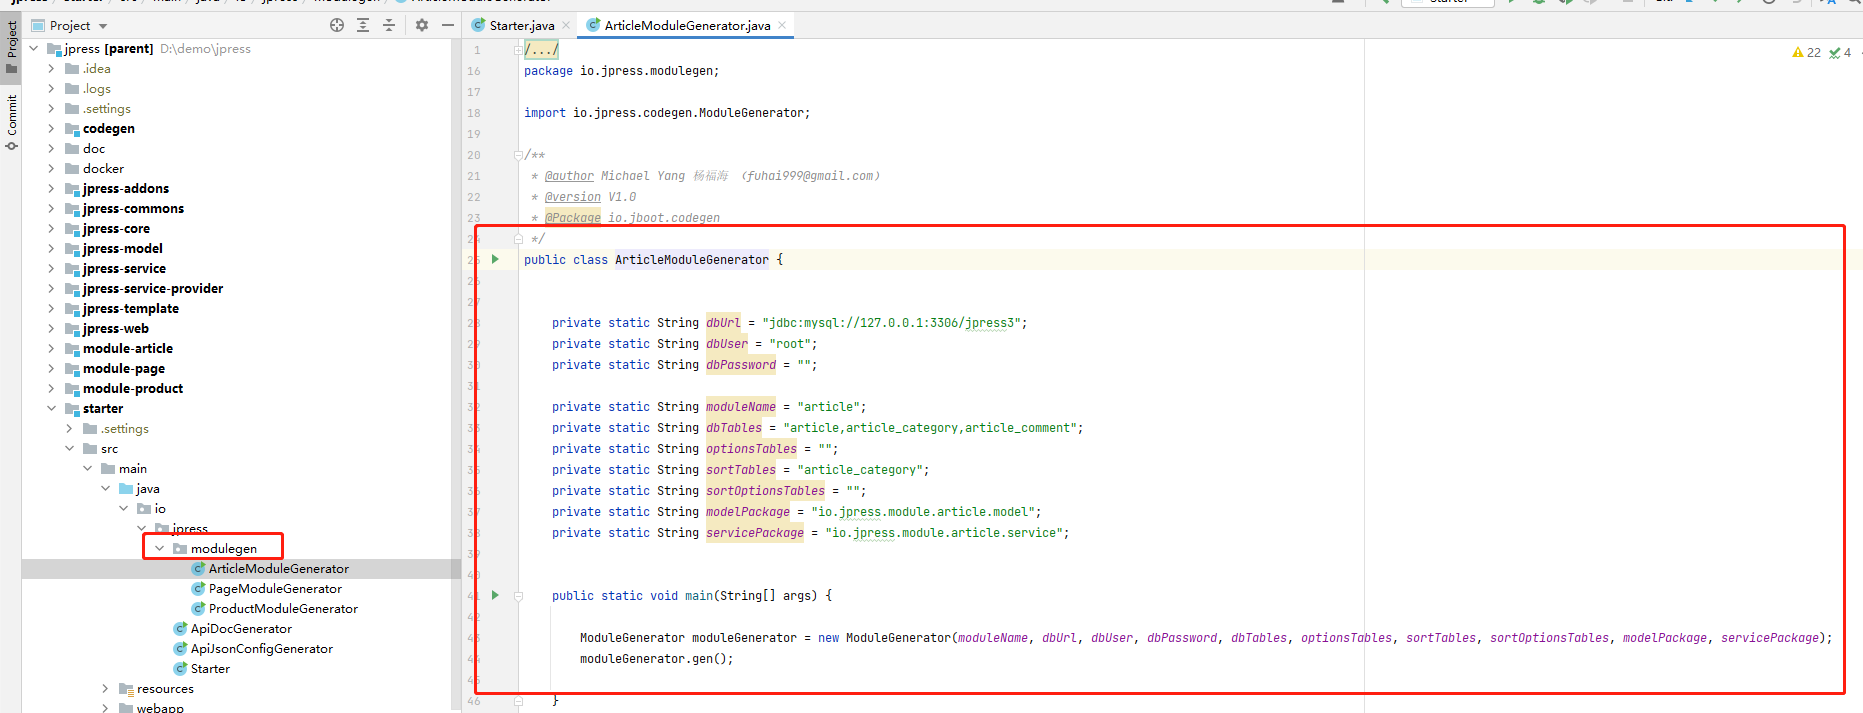 Project
Commit
Project
jpress [parent] D:\demo\jpress
.idea
.logs
.settings
codegen
doc
docker
jpress-addons
jpress-commons
jpress-core
jpress-model
jpress-service
jpress-service-provider
jpress-template
jpress-web
module-article
module-page
module-product
starter
.settings
src
main
java
io
jpress
modulegen
ArticleModuleGenerator
PageModuleGenerator
ProductModuleGenerator
ApiDocGenerator
ApiJsonConfigGenerator
Starter
resources
webapp
Starter.java ArticleModuleGenerator.java
22 4
1 /.../
16 package io.jpress.modulegen;
17
18 import io.jpress.codegen.ModuleGenerator;
19
20 /**
21 * @author Michael Yang 杨福海 （fuhai999@gmail.com）
22 * @version V1.0
23 * @Package io.jboot.codegen
24 */
25 public class ArticleModuleGenerator {
26
27
28 private static String dbUrl = "jdbc:mysql://127.0.0.1:3306/jpress3";
29 private static String dbUser = "root";
30 private static String dbPassword = "";
31
32 private static String moduleName = "article";
33 private static String dbTables = "article,article_category,article_comment";
34 private static String optionsTables = "";
35 private static String sortTables = "article_category";
36 private static String sortOptionsTables = "";
37 private static String modelPackage = "io.jpress.module.article.model";
38 private static String servicePackage = "io.jpress.module.article.service";
39
40
41 public static void main(String[] args) {
42
43 ModuleGenerator moduleGenerator = new ModuleGenerator(moduleName, dbUrl, dbUser, dbPassword, dbTables, optionsTables, sortTables, sortOptionsTables, modelPackage, servicePackage);
44 moduleGenerator.gen();
45
46 }